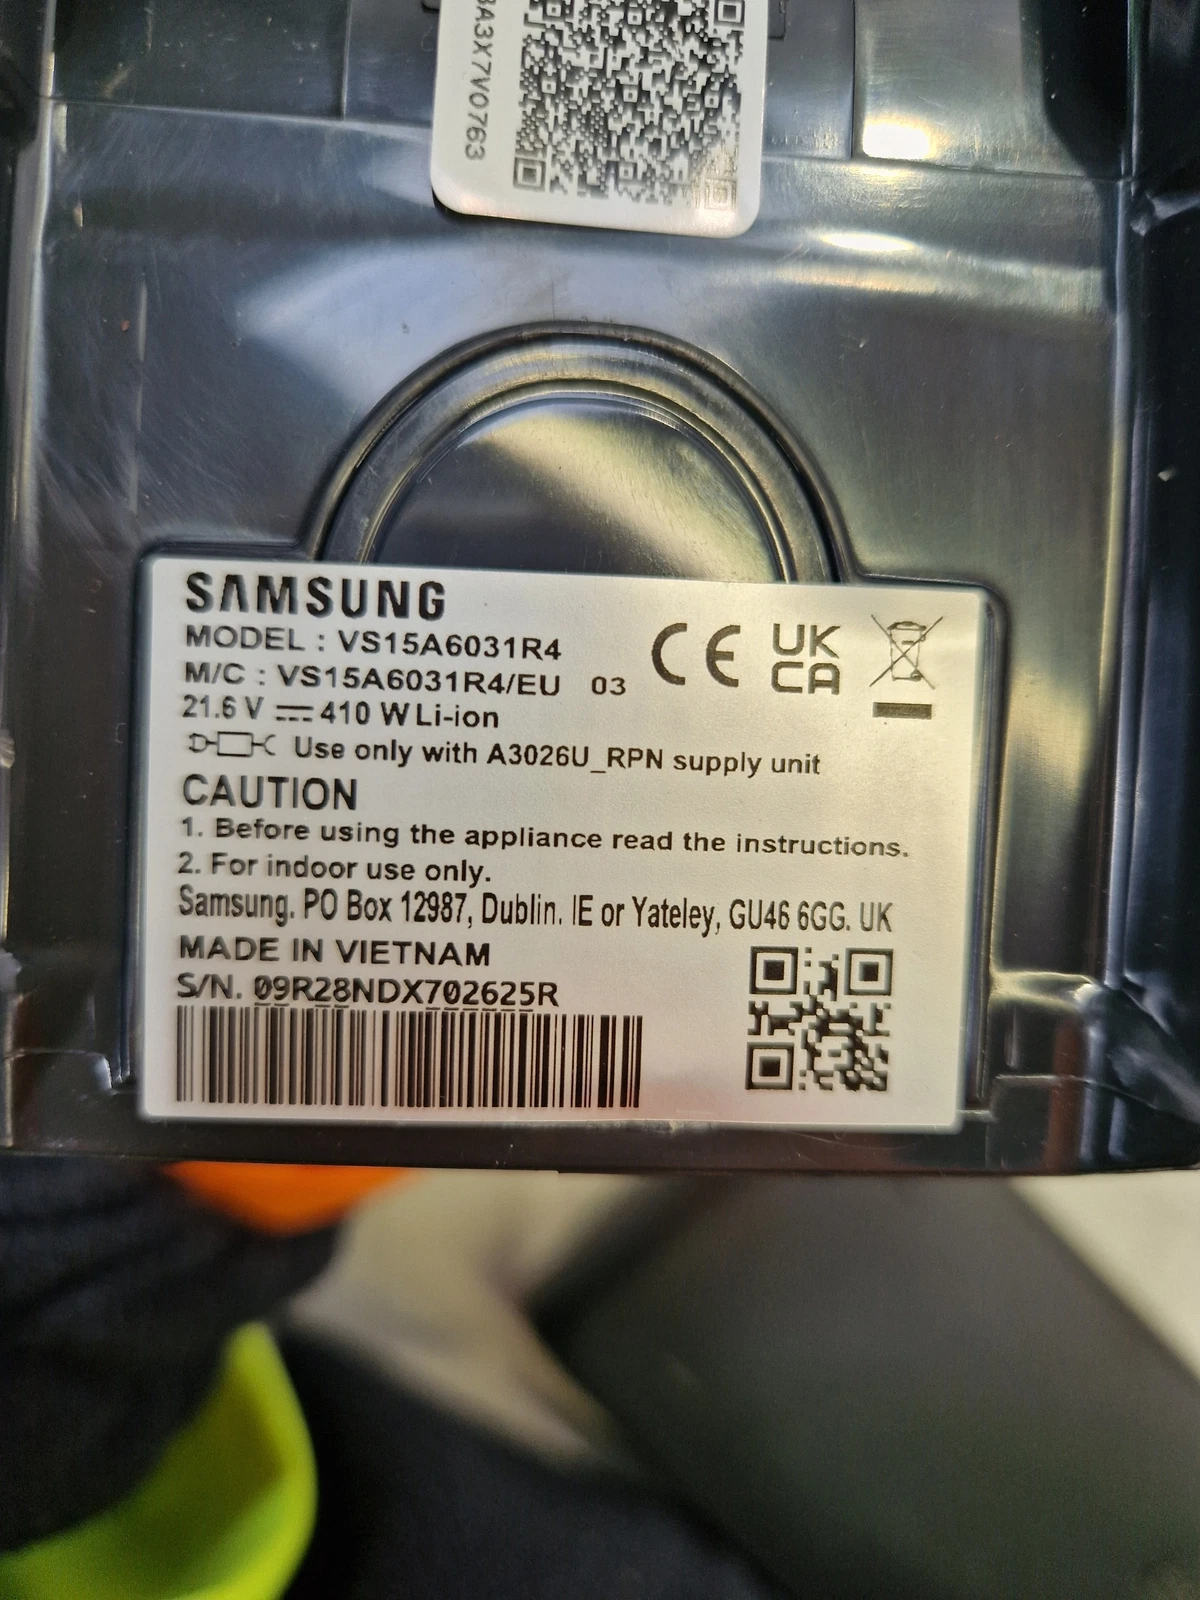 3A3X7V0763
SAMSUNG
MODEL : VS15A6031R4
M/C : VS15A6031R4/EU 03
21.6 V ⎓ 410 W Li-ion
Use only with A3026U_RPN supply unit
CAUTION
1. Before using the appliance read the instructions.
2. For indoor use only.
Samsung. PO Box 12987, Dublin. IE or Yateley, GU46 6GG. UK
MADE IN VIETNAM
S/N. 09R28NDX702625R
CE
UK
CA